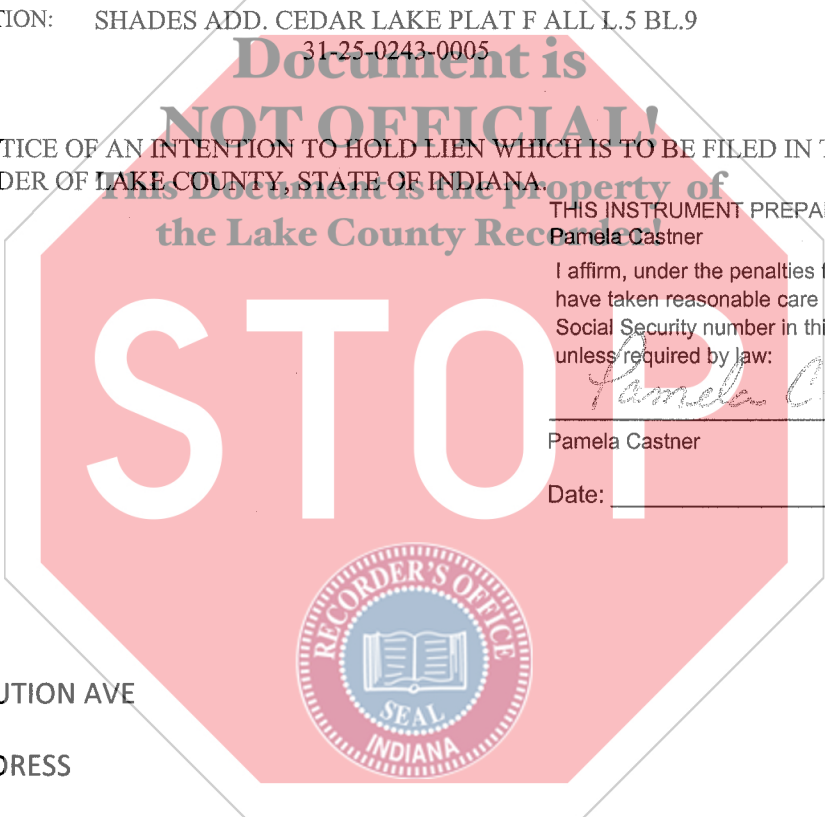 TION: SHADES ADD. CEDAR LAKE PLAT F ALL L.5 BL.9
31-25-0243-0005
Document is
NOT OFFICIAL!
TICE OF AN INTENTION TO HOLD LIEN WHICH IS TO BE FILED IN T
DER OF LAKE COUNTY, STATE OF INDIANA.
This Document is the property of
the Lake County Recorder!
THIS INSTRUMENT PREPA
Pamela Castner
I affirm, under the penalties f
have taken reasonable care
Social Security number in thi
unless required by law:
Pamela C
Pamela Castner
Date:
STOP
RECORDER'S OFFICE
SEAL
INDIANA
UTION AVE
DRESS